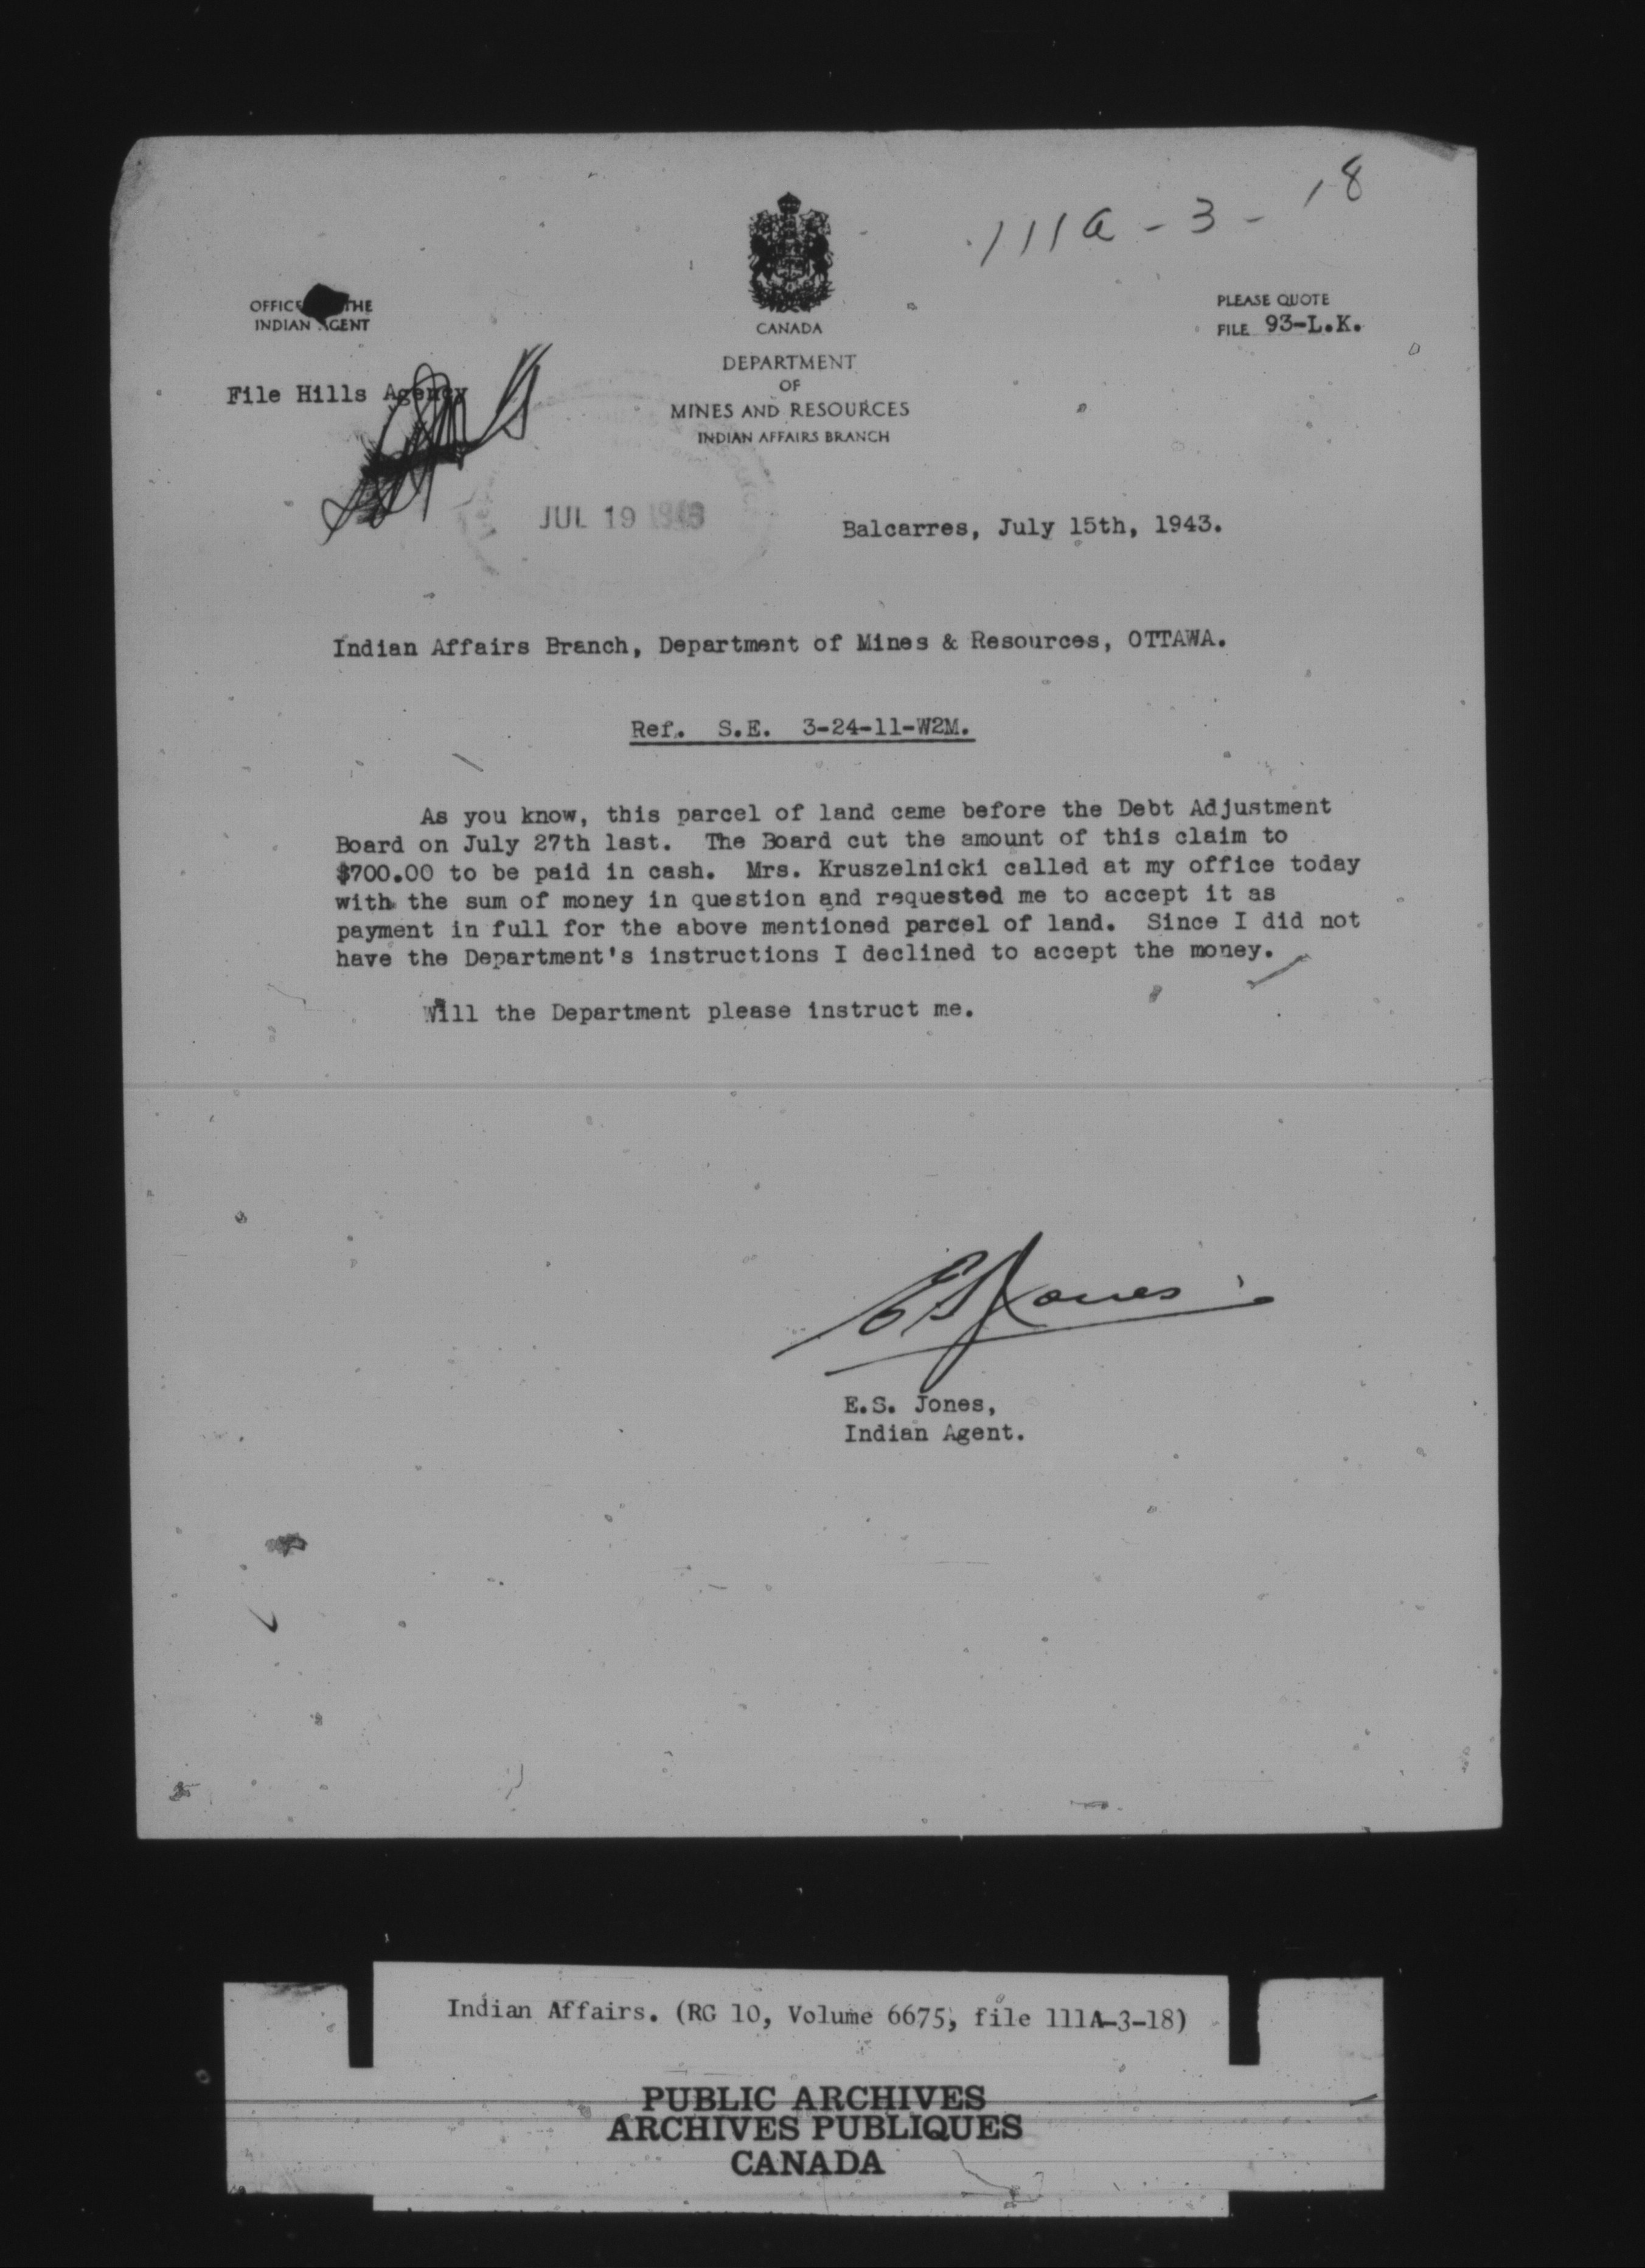 111a-3-18
OFFICE THE
INDIAN AGENT
CANADA
PLEASE QUOTE
FILE 93-L.K.
DEPARTMENT
OF
MINES AND RESOURCES
INDIAN AFFAIRS BRANCH
File Hills Agency
JUL 19 1943
Balcarres, July 15th, 1943.
Indian Affairs Branch, Department of Mines & Resources, OTTAWA.
Ref. S.E. 3-24-11-W2M.
As you know, this parcel of land came before the Debt Adjustment
Board on July 27th last. The Board cut the amount of this claim to
$700.00 to be paid in cash. Mrs. Kruszelnicki called at my office today
with the sum of money in question and requested me to accept it as
payment in full for the above mentioned parcel of land. Since I did not
have the Department's instructions I declined to accept the money.
Will the Department please instruct me.
E S Jones
E.S. Jones,
Indian Agent.
Indian Affairs. (RG 10, Volume 6675, file 111A-3-18)
PUBLIC ARCHIVES
ARCHIVES PUBLIQUES
CANADA